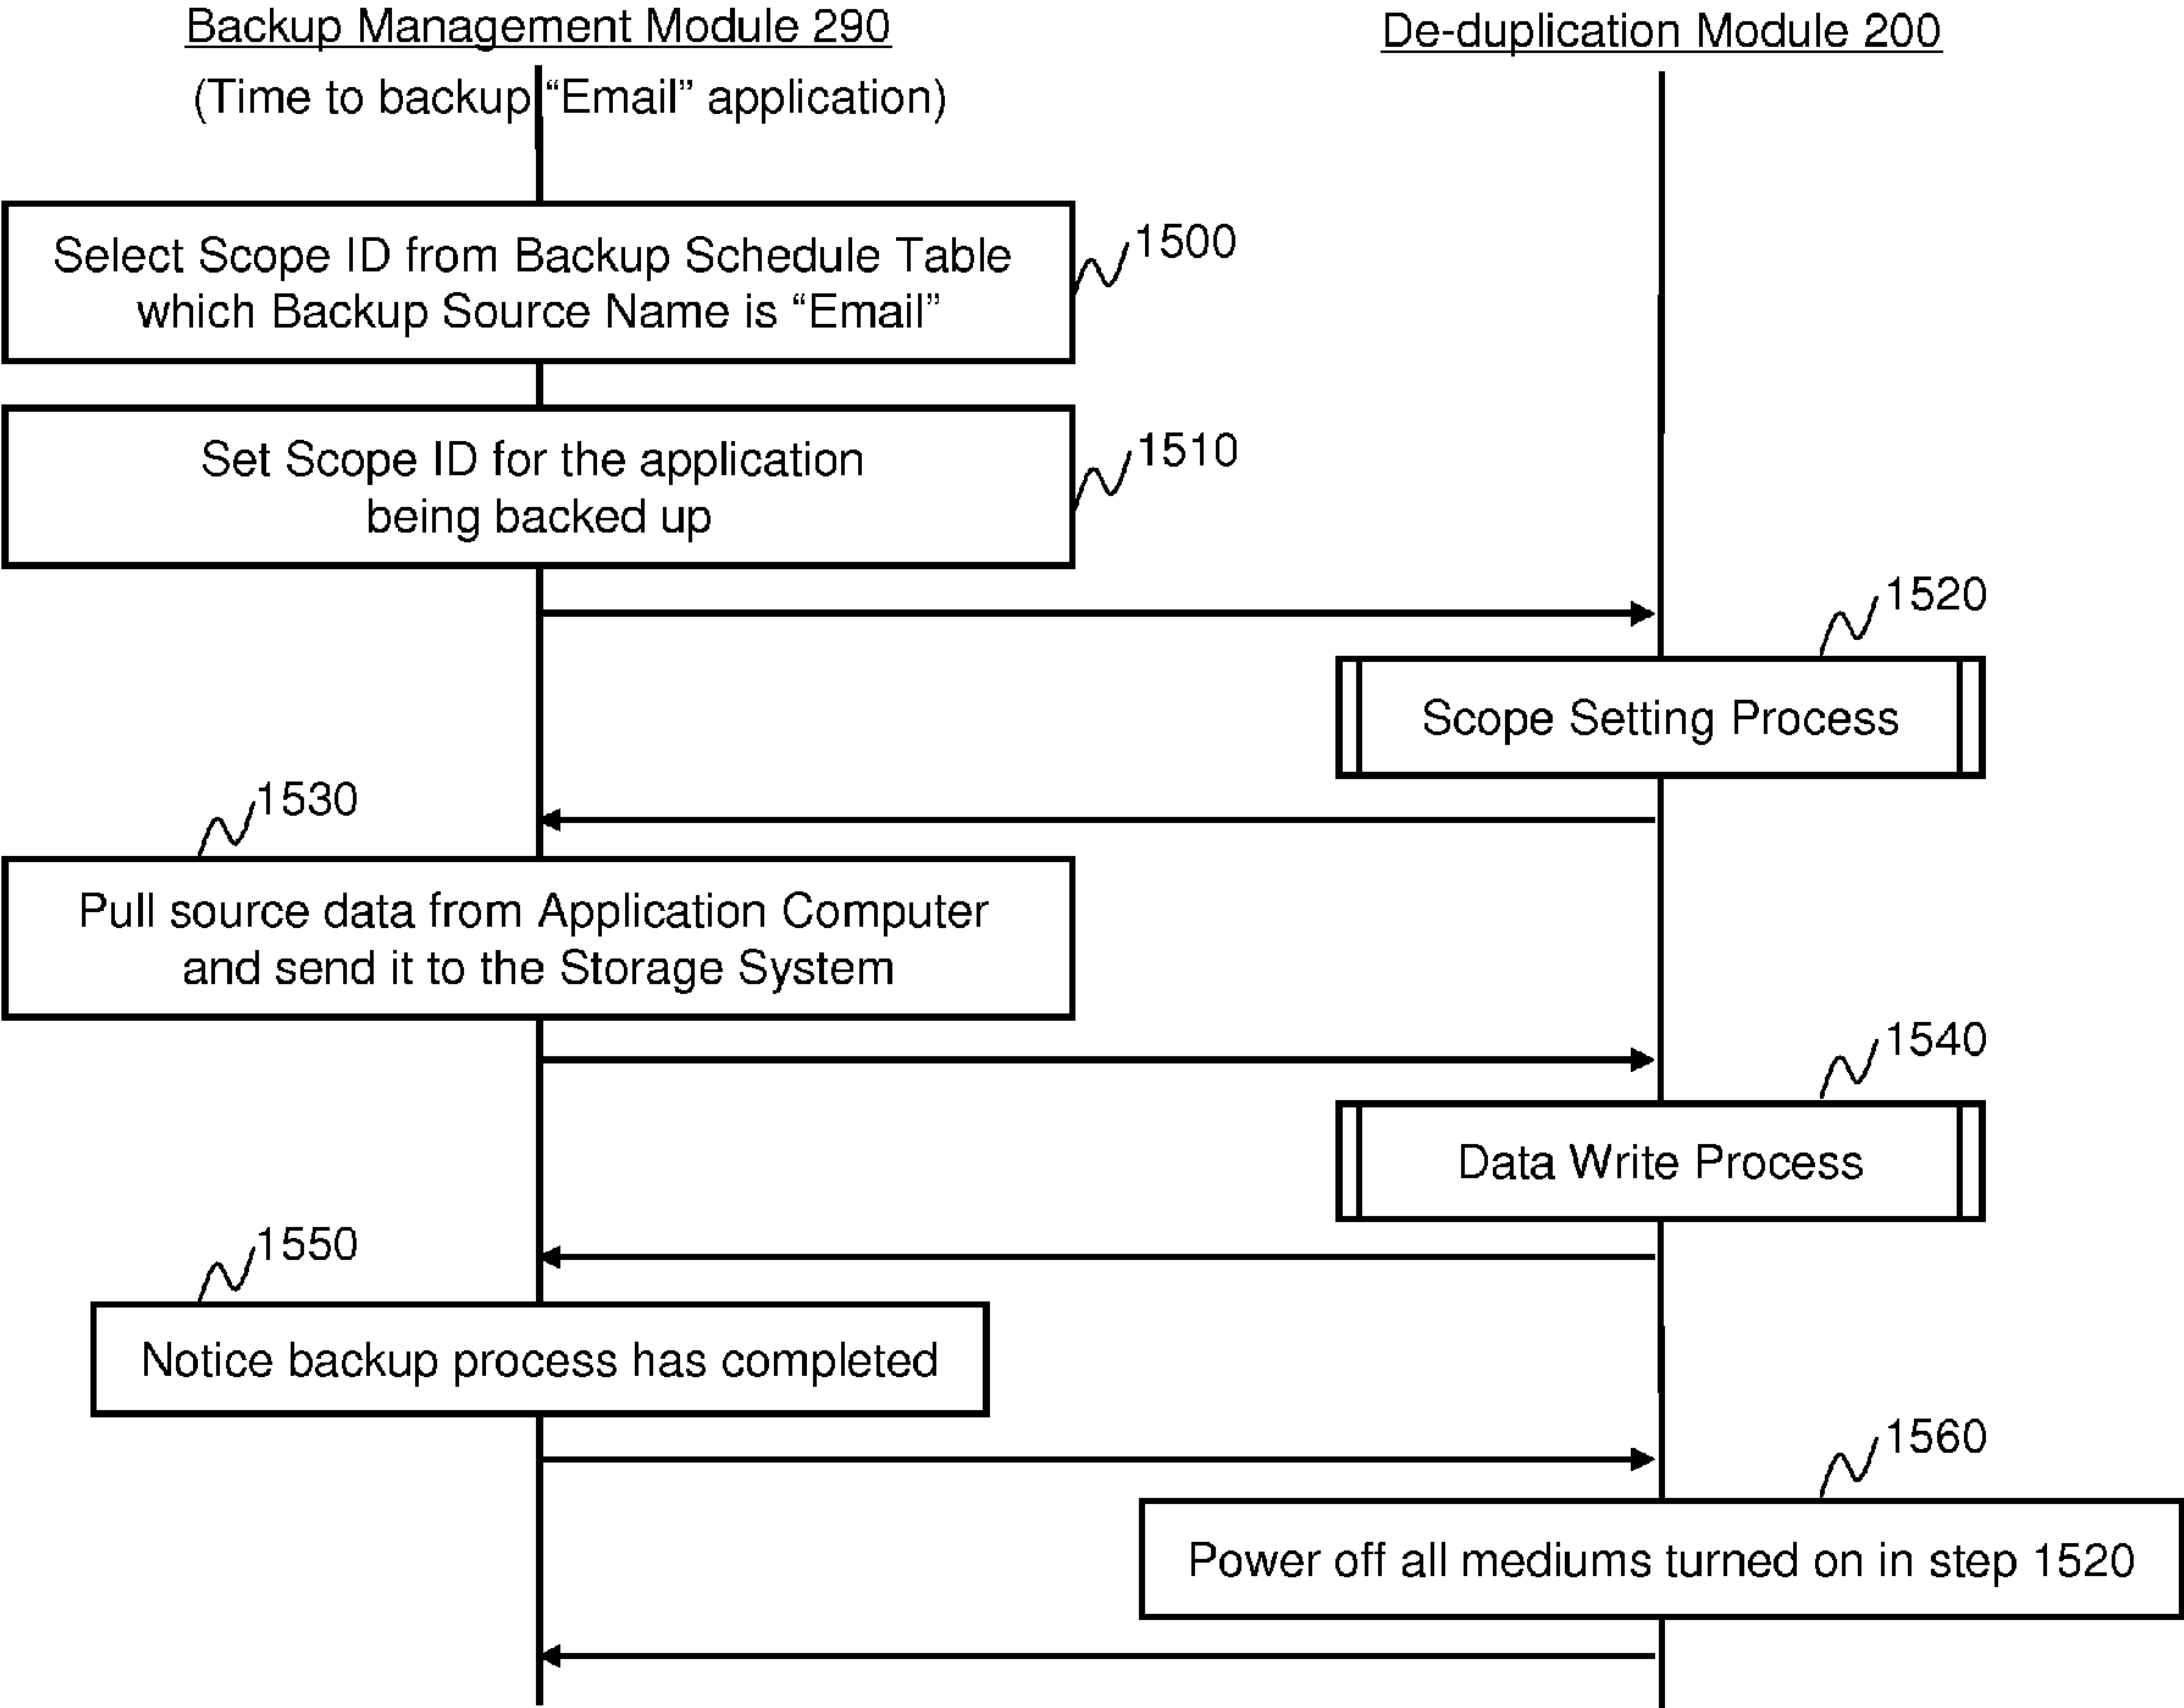 Backup Management Module 290
De-duplication Module 200
(Time to backup “Email” application)
Select Scope ID from Backup Schedule Table
which Backup Source Name is “Email”
1500
Set Scope ID for the application
being backed up
1510
1520
Scope Setting Process
1530
Pull source data from Application Computer
and send it to the Storage System
1540
Data Write Process
1550
Notice backup process has completed
1560
Power off all mediums turned on in step 1520